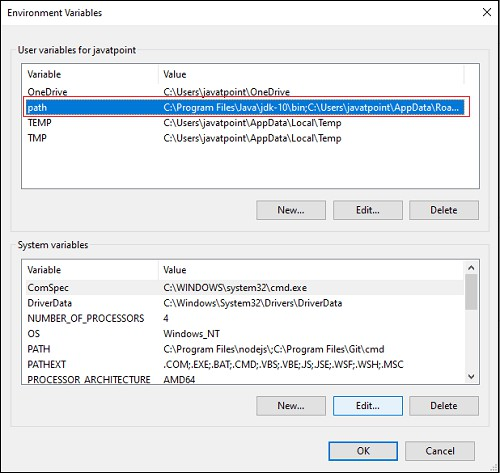 Environment Variables
User variables for javatpoint
Variable Value
OneDrive C:\Users\javatpoint\OneDrive
path C:\Program Files\Java\jdk-10\bin;C:\Users\javatpoint\AppData\Roa...
TEMP C:\Users\javatpoint\AppData\Local\Temp
TMP C:\Users\javatpoint\AppData\Local\Temp
New... Edit... Delete
System variables
Variable Value
ComSpec C:\WINDOWS\system32\cmd.exe
DriverData C:\Windows\System32\Drivers\DriverData
NUMBER_OF_PROCESSORS 4
OS Windows_NT
PATH C:\Program Files\nodejs\;C:\Program Files\Git\cmd
PATHEXT .COM;.EXE;.BAT;.CMD;.VBS;.VBE;.JS;.JSE;.WSF;.WSH;.MSC
PROCESSOR_ARCHITECTURE AMD64
New... Edit... Delete
OK Cancel